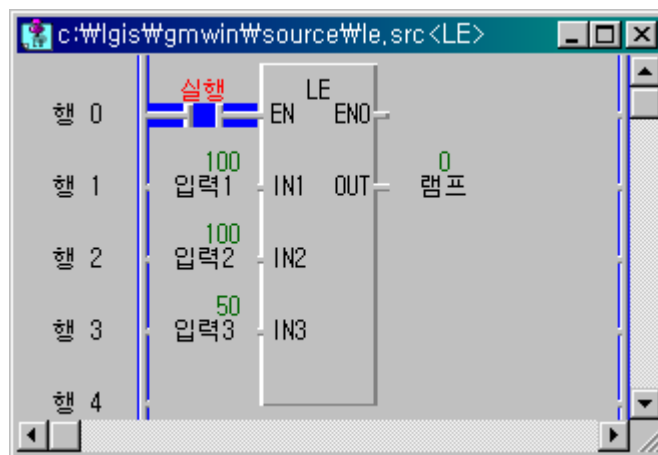 c:₩lgis₩gmwin₩source₩le.src<LE>
실행 LE
행 0 EN ENO
100 0
행 1 입력1 IN1 OUT 램프
100
행 2 입력2 IN2
50
행 3 입력3 IN3
행 4